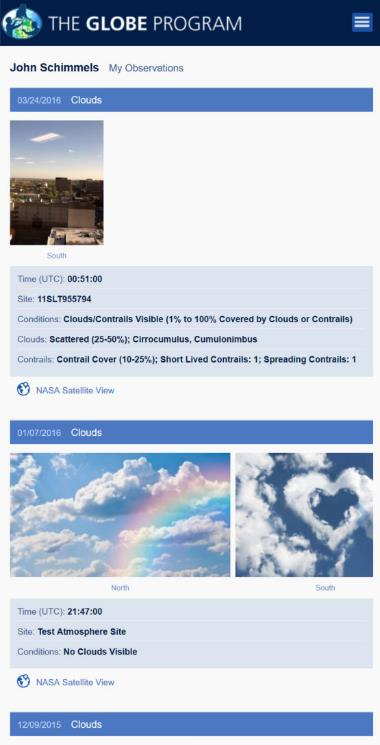 THE GLOBE PROGRAM
John Schimmels My Observations
03/24/2016 Clouds
South
Time (UTC): 00:51:00
Site: 11SLT955794
Conditions: Clouds/Contrails Visible (1% to 100% Covered by Clouds or Contrails)
Clouds: Scattered (25-50%); Cirrocumulus, Cumulonimbus
Contrails: Contrail Cover (10-25%); Short Lived Contrails: 1; Spreading Contrails: 1
NASA Satellite View
01/07/2016 Clouds
North South
Time (UTC): 21:47:00
Site: Test Atmosphere Site
Conditions: No Clouds Visible
NASA Satellite View
12/09/2015 Clouds